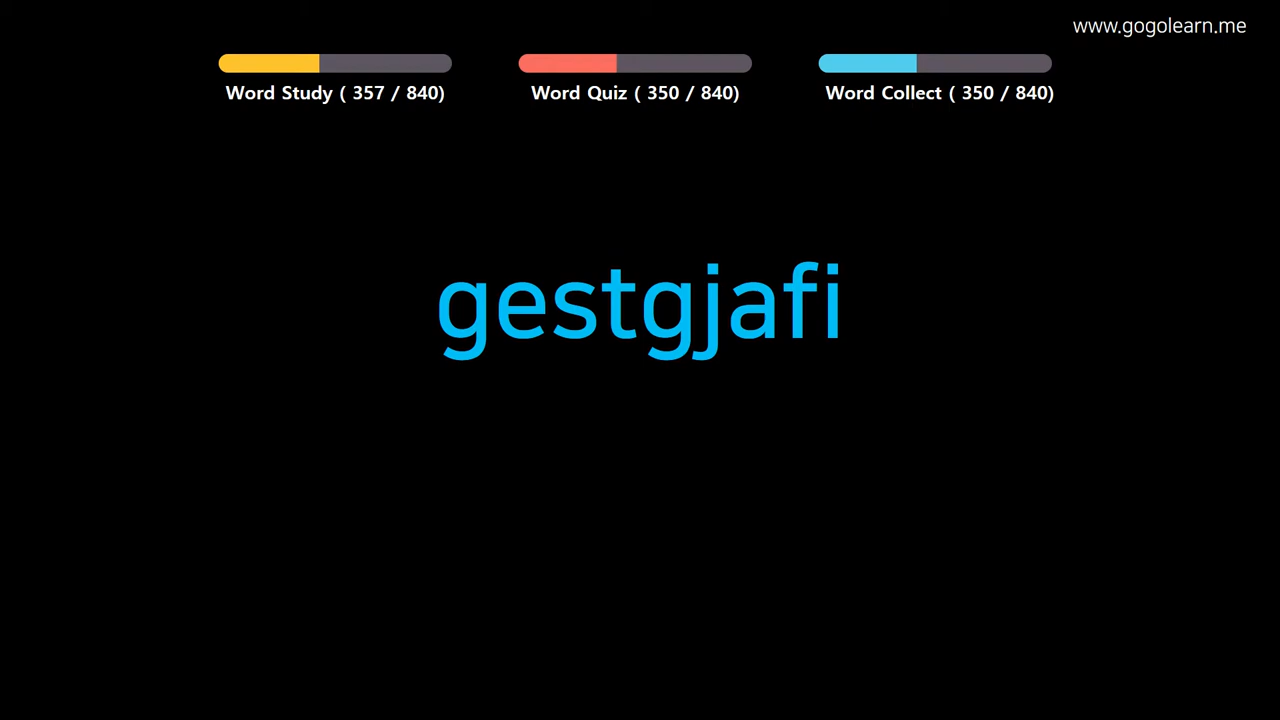 www.gogolearn.me
Word Study ( 357 / 840)
Word Quiz ( 350 / 840)
Word Collect ( 350 / 840)
gestgjafi